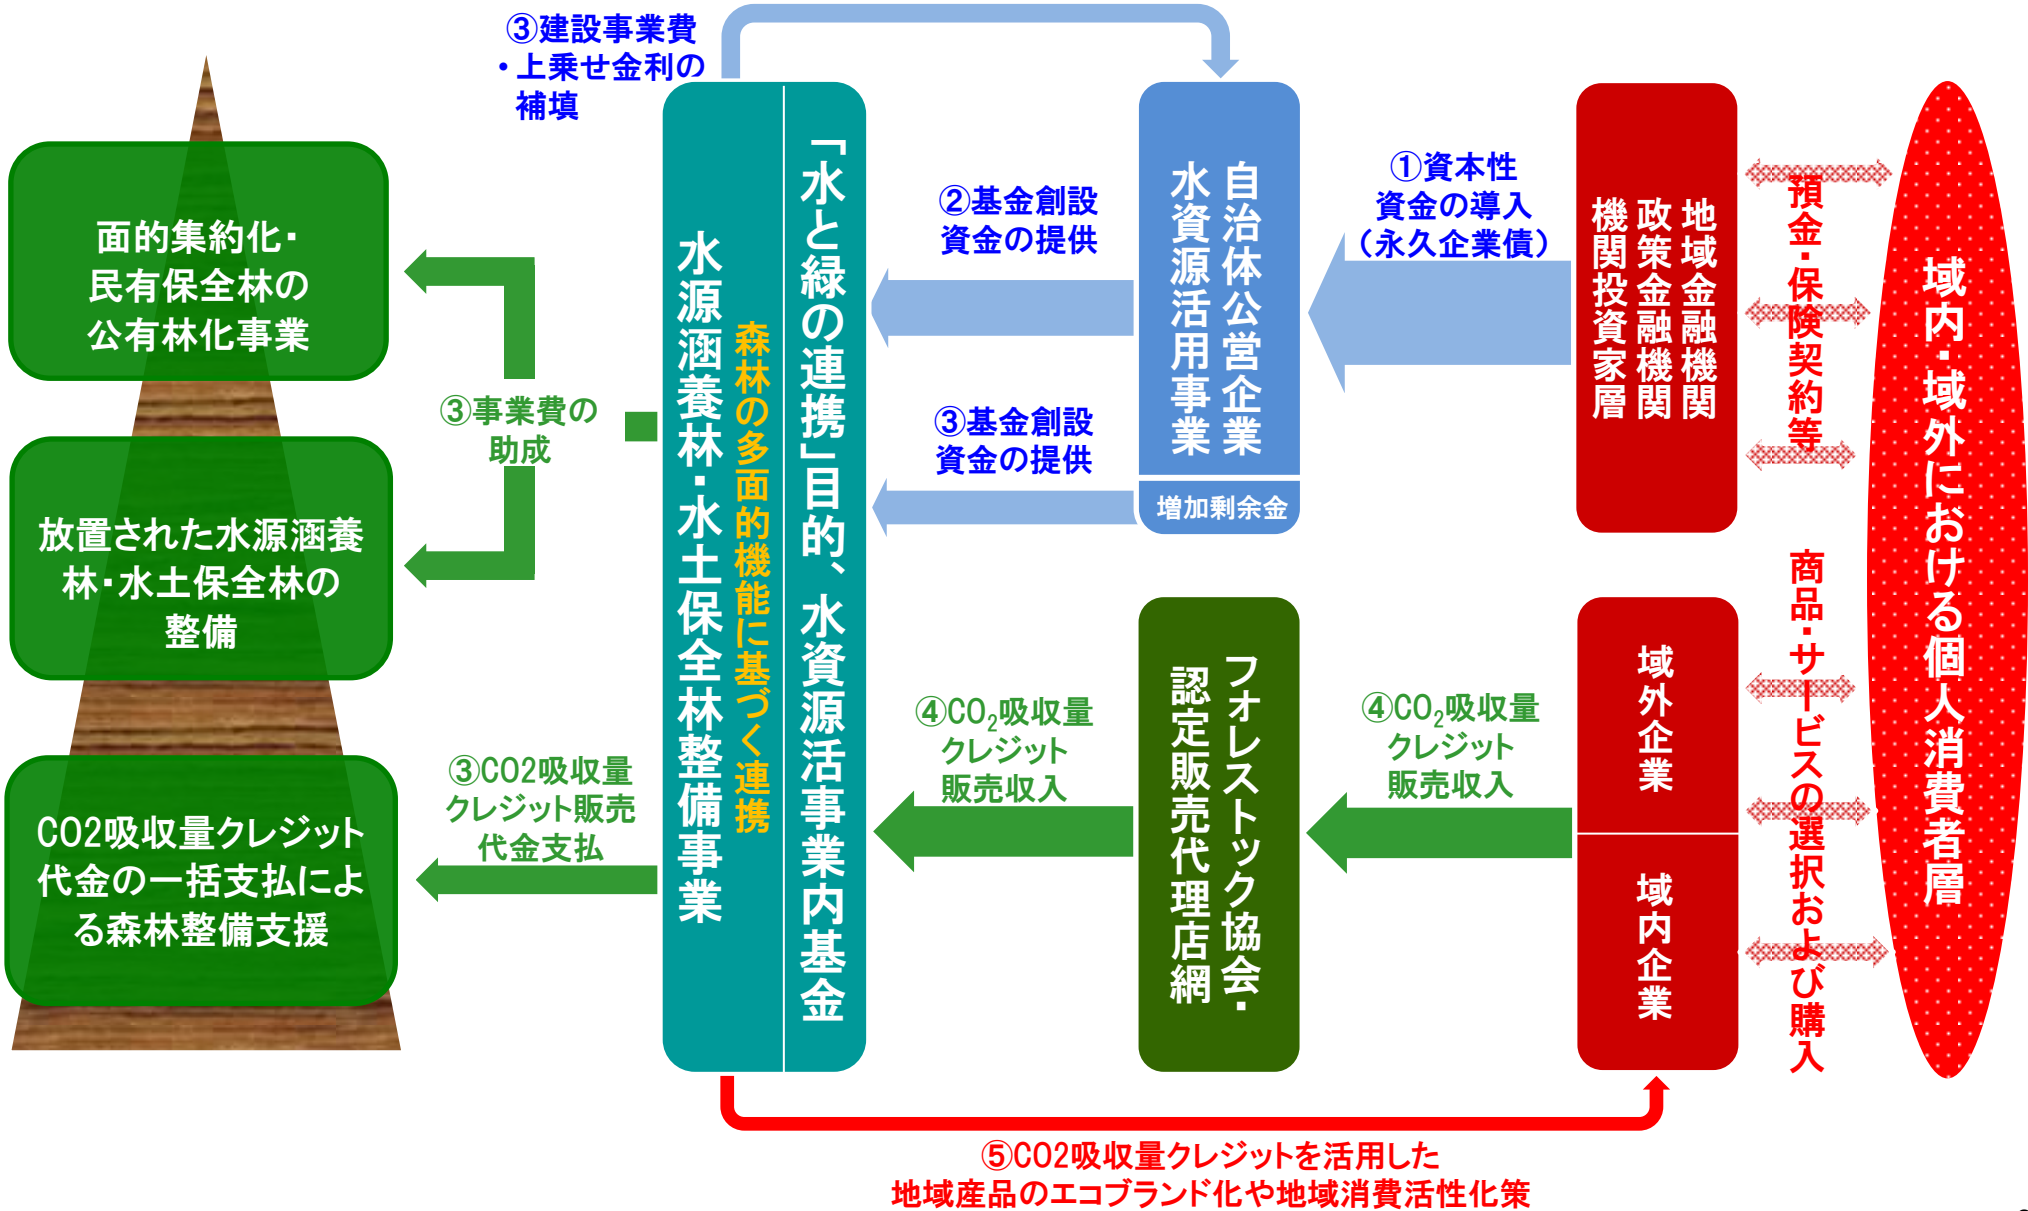 ③建設事業費
・上乗せ金利の
補填
面的集約化・
民有保全林の
公有林化事業
放置された水源涵養
林・水土保全林の
整備
CO2吸収量クレジット
代金の一括支払によ
る森林整備支援
③事業費の
助成
③CO2吸収量
クレジット販売
代金支払
「水と緑の連携」目的、水資源活事業内基金
森林の多面的機能に基づく連携
水源涵養林・水土保全林整備事業
②基金創設
資金の提供
③基金創設
資金の提供
④CO₂吸収量
クレジット
販売収入
自治体公営企業
水資源活用事業
増加剰余金
フオレストック協会・
認定販売代理店網
①資本性
資金の導入
（永久企業債）
④CO₂吸収量
クレジット
販売収入
地域金融機関
政策金融機関
機関投資家層
域外企業
域内企業
預金・保険契約等
商品・サービスの選択および購入
域内・域外における個人消費者層
⑤CO2吸収量クレジットを活用した
地域産品のエコブランド化や地域消費活性化策